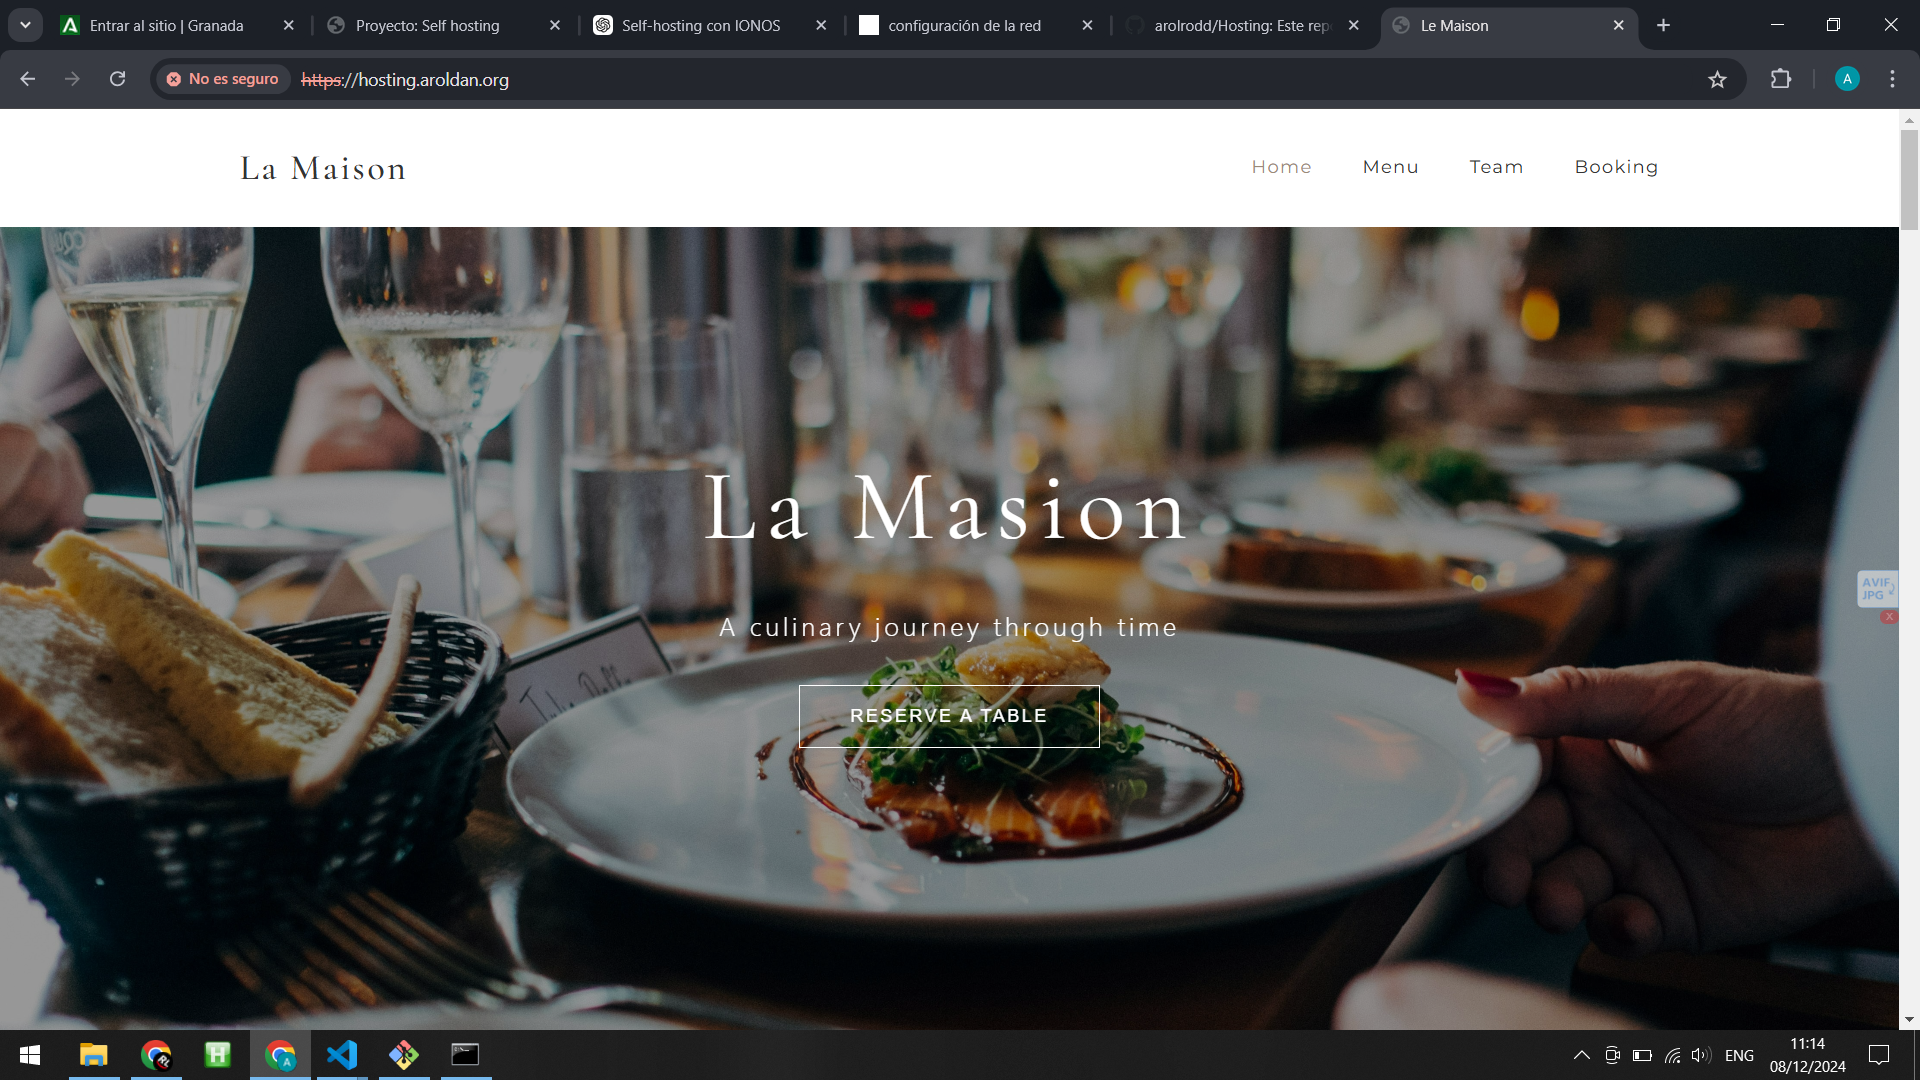 Entrar al sitio | Granada
Proyecto: Self hosting
Self-hosting con IONOS
configuración de la red
arolrodd/Hosting: Este rep
Le Maison
No es seguro
https://hosting.aroldan.org
A
La Maison
Home
Menu
Team
Booking
La Masion
A culinary journey through time
RESERVE A TABLE
AVIF
JPG
X
RL
H
A
ENG
11:14
08/12/2024